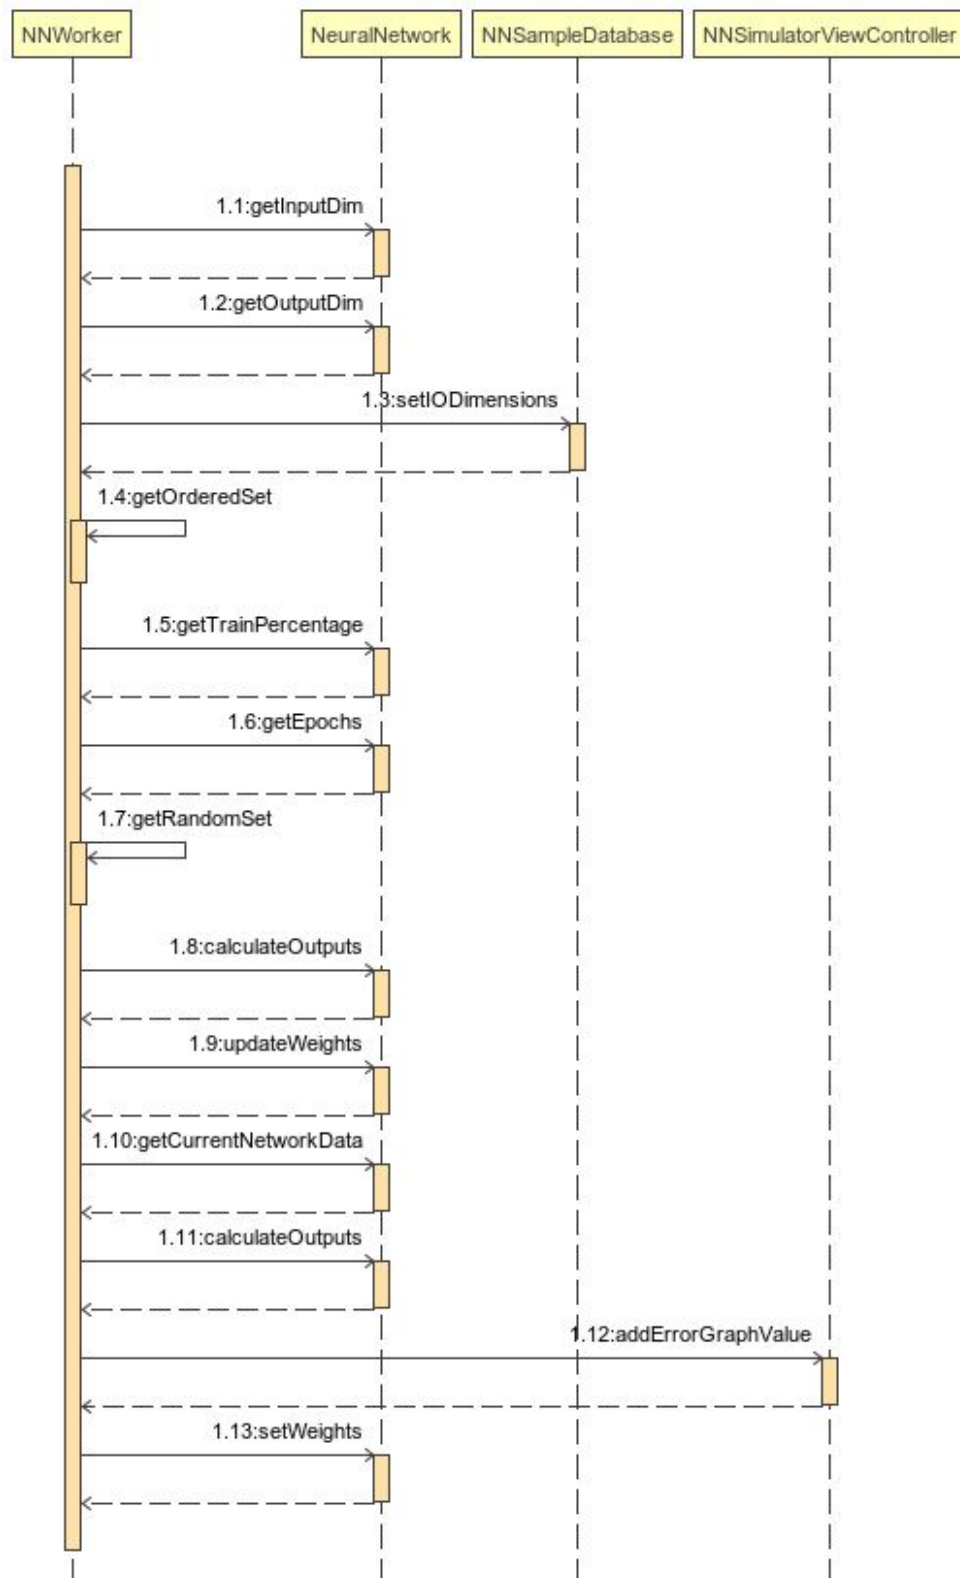 NNWorker
NeuralNetwork
NNSampleDatabase
NNSimulatorViewController
1.1:getInputDim
1.2:getOutputDim
1.3:setIODimensions
1.4:getOrderedSet
1.5:getTrainPercentage
1.6:getEpochs
1.7:getRandomSet
1.8:calculateOutputs
1.9:updateWeights
1.10:getCurrentNetworkData
1.11:calculateOutputs
1.12:addErrorGraphValue
1.13:setWeights